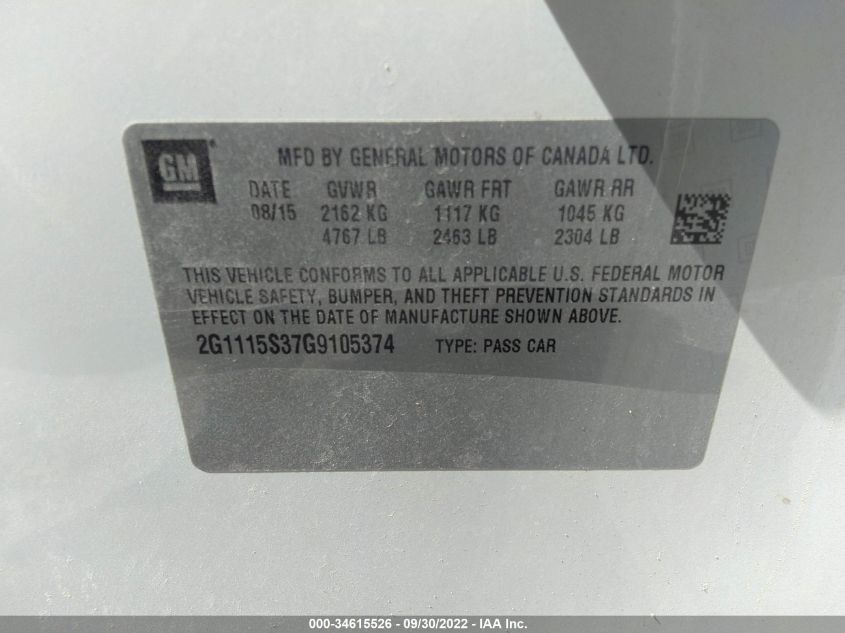 GM
MFD BY GENERAL MOTORS OF CANADA LTD.
DATE GVWR GAWR FRT GAWR RR
08/15 2162 KG 1117 KG 1045 KG
4767 LB 2463 LB 2304 LB
THIS VEHICLE CONFORMS TO ALL APPLICABLE U.S. FEDERAL MOTOR
VEHICLE SAFETY, BUMPER, AND THEFT PREVENTION STANDARDS IN
EFFECT ON THE DATE OF MANUFACTURE SHOWN ABOVE.
2G1115S37G9105374 TYPE: PASS CAR
000-34615526 - 09/30/2022 - IAA Inc.